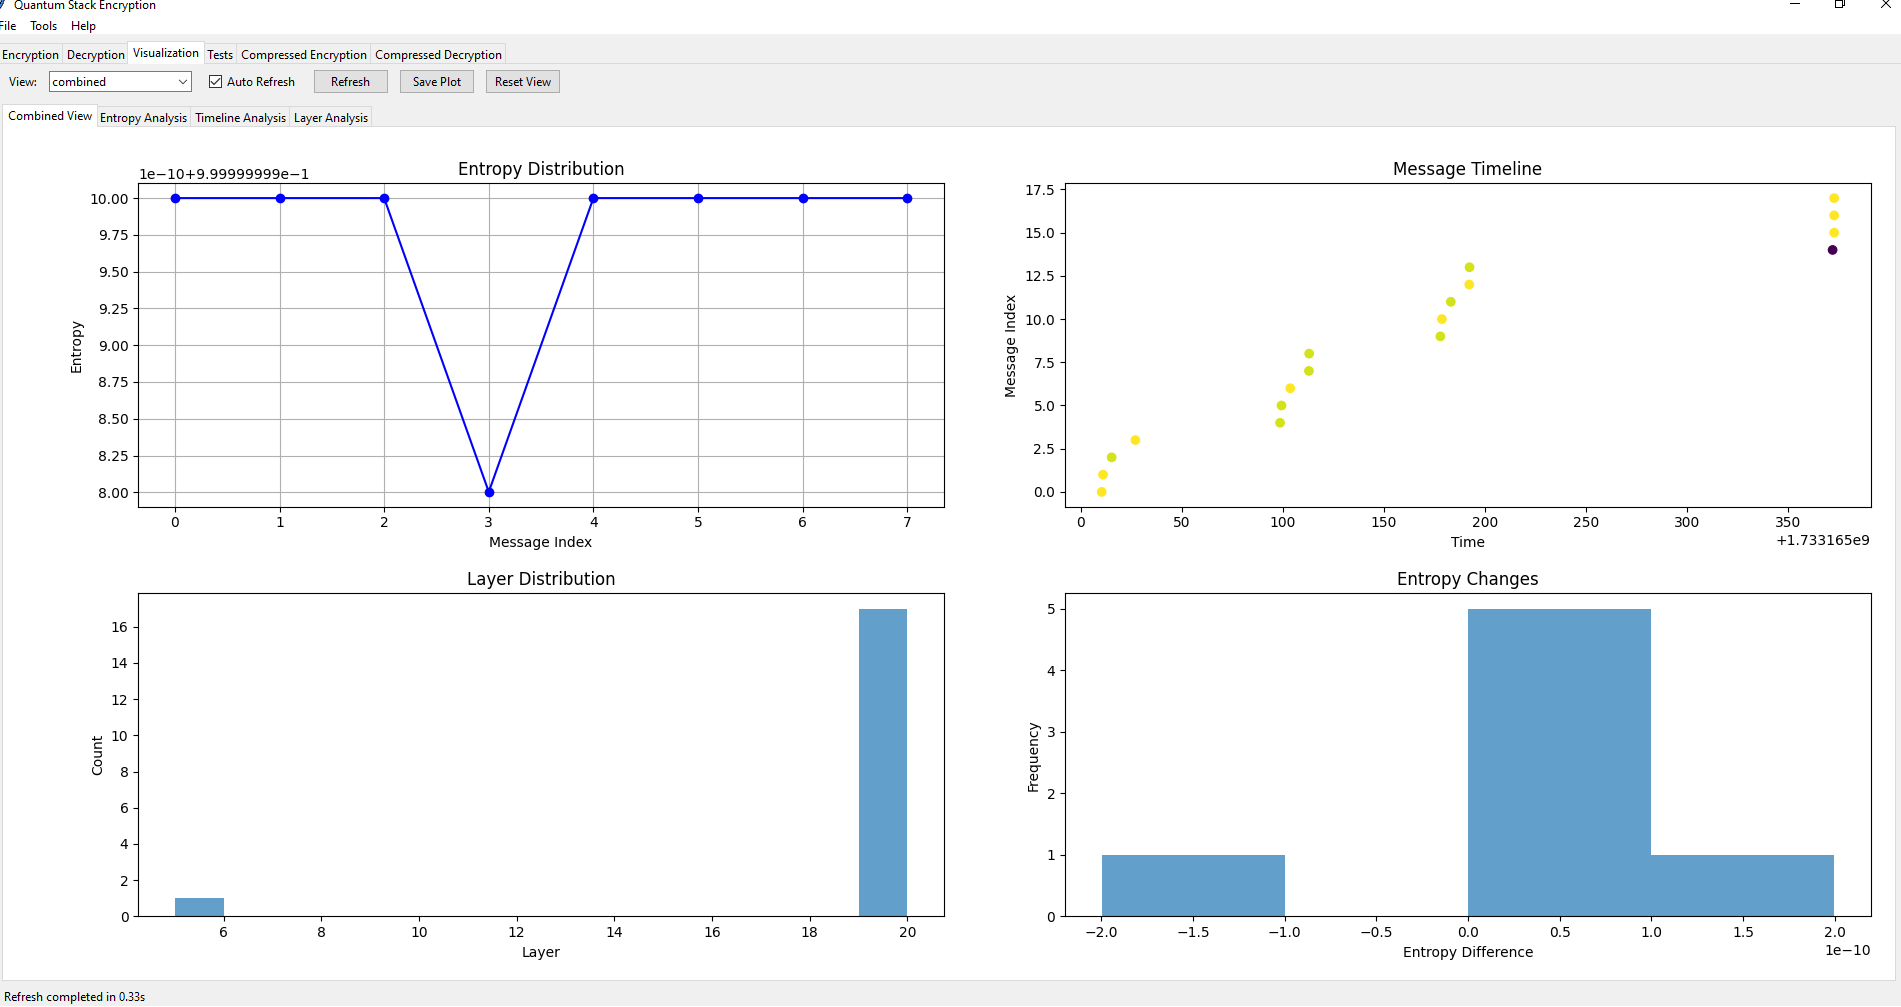 Quantum Stack Encryption
File Tools Help
Encryption Decryption Visualization Tests Compressed Encryption Compressed Decryption
View: combined Auto Refresh Refresh Save Plot Reset View
Combined View Entropy Analysis Timeline Analysis Layer Analysis
Entropy Distribution
1e−10+9.99999999e−1
10.00
9.75
9.50
9.25
9.00
8.75
8.50
8.25
8.00
Entropy
0 1 2 3 4 5 6 7
Message Index
Message Timeline
17.5
15.0
12.5
10.0
7.5
5.0
2.5
0.0
Message Index
0 50 100 150 200 250 300 350
Time
+1.733165e9
Layer Distribution
16
14
12
10
8
6
4
2
0
Count
6 8 10 12 14 16 18 20
Layer
Entropy Changes
5
4
3
2
1
0
Frequency
−2.0 −1.5 −1.0 −0.5 0.0 0.5 1.0 1.5 2.0
1e−10
Entropy Difference
Refresh completed in 0.33s